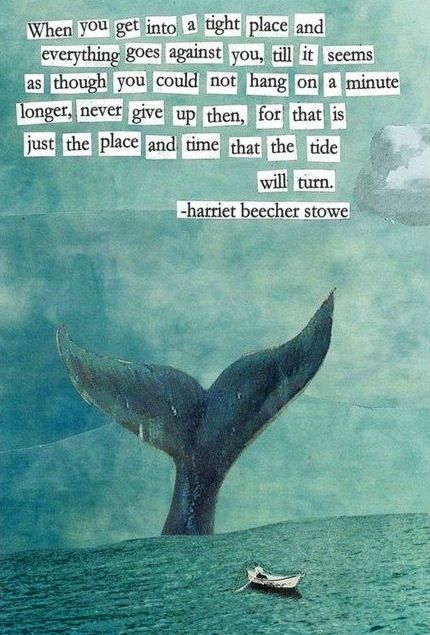 When you get into a tight place and
everything goes against you, till it seems
as though you could not hang on a minute
longer, never give up then, for that is
just the place and time that the tide
will turn.
-harriet beecher stowe